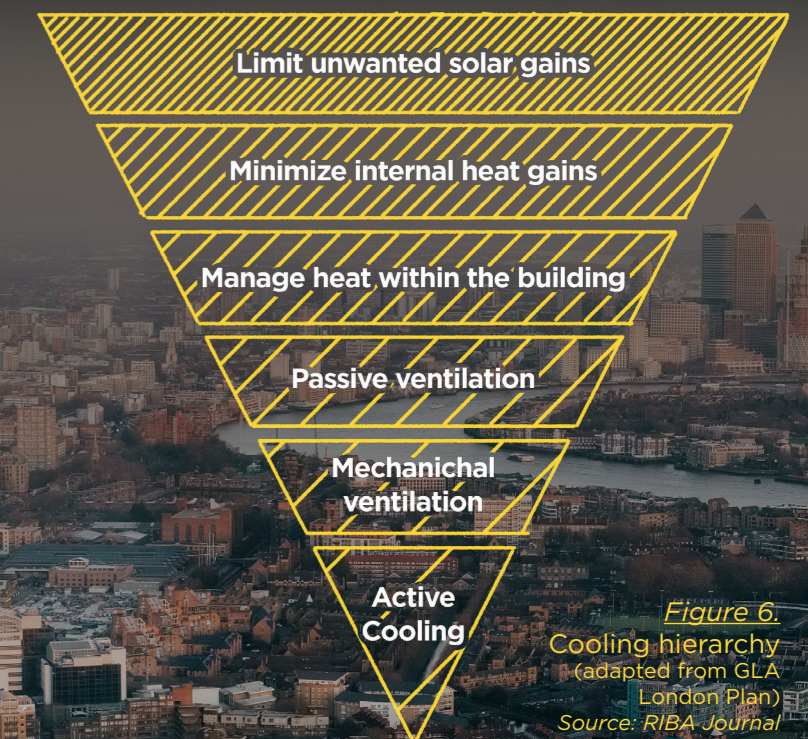 Limit unwanted solar gains
Minimize internal heat gains
Manage heat within the building
Passive ventilation
Mechanichal
ventilation
Active
Cooling
Figure 6.
Cooling hierarchy
(adapted from GLA
London Plan)
Source: RIBA Journal